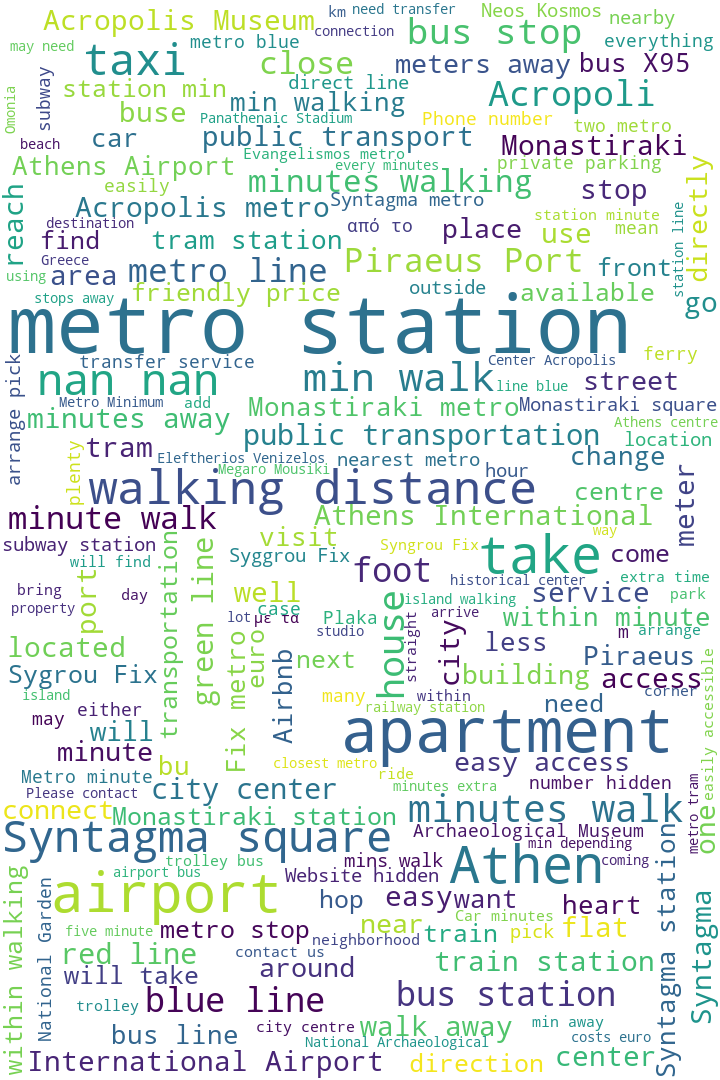 Acropolis Museum
km
need transfer
Neos Kosmos
nearby
may need
metro blue
connection
bus stop
everything
taxi
close
meters away
bus X95
Omonia
subway
station min
direct line
min walking
Acropoli
buse
Panathenaic Stadium
Phone number
two metro
beach
car
public transport
Monastiraki
Athens Airport
Evangelismos metro
private parking
every minutes
easily
minutes walking
stop
directly
reach
Acropolis metro
Syntagma metro
destination
από το
place
station minute
find
tram station
use
mean
station line
Greece
using
area
metro line
Piraeus Port
front
stops away
friendly price
outside
available
go
metro station
arrange pick
transfer service
Center Acropolis
ferry
nan nan
min walk
line blue
street
Metro Minimum
add
Monastiraki metro
Monastiraki square
minutes away
Athens centre
tram
public transportation
location
plenty
Eleftherios Venizelos
nearest metro
change
Megaro Mousiki
hour
walking distance
centre
meter
minute walk
Athens International
visit
Syngrou Fix
way
subway station
Syggrou Fix
take
come
will find
transportation
green line
foot
historical center
extra time
bring
day
port
well
house
island walking
service
park
property
case
lot
με τα
Plaka
straight
arrive
within minute
m
arrange
located
studio
city
less
Piraeus
Sygrou Fix
Fix metro
euro
Airbnb
next
building
access
island
either
many
within
corner
easily accessible
may
will
railway station
need
apartment
minute
closest metro
easy access
bu
ride
Metro minute
Please contact
city center
minutes extra
number hidden
connect
Monastiraki station
minutes walk
metro tram
one
Syntagma square
Archaeological Museum
min depending
trolley bus
mins walk
Athen
coming
airport bus
Website hidden
airport
hop
easy
want
heart
Syntagma station
Syntagma
within walking
National Garden
five minute
metro stop
near
Car minutes
train
pick
flat
neighborhood
red line
contact us
will take
around
train station
trolley
blue line
bus station
bus line
city centre
walk away
min away
National Archaeological
costs euro
International Airport
direction
center